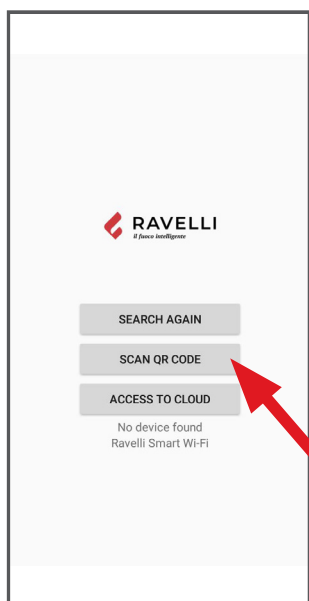 RAVELLI
il fuoco intelligente
SEARCH AGAIN
SCAN QR CODE
ACCESS TO CLOUD
No device found
Ravelli Smart Wi-Fi